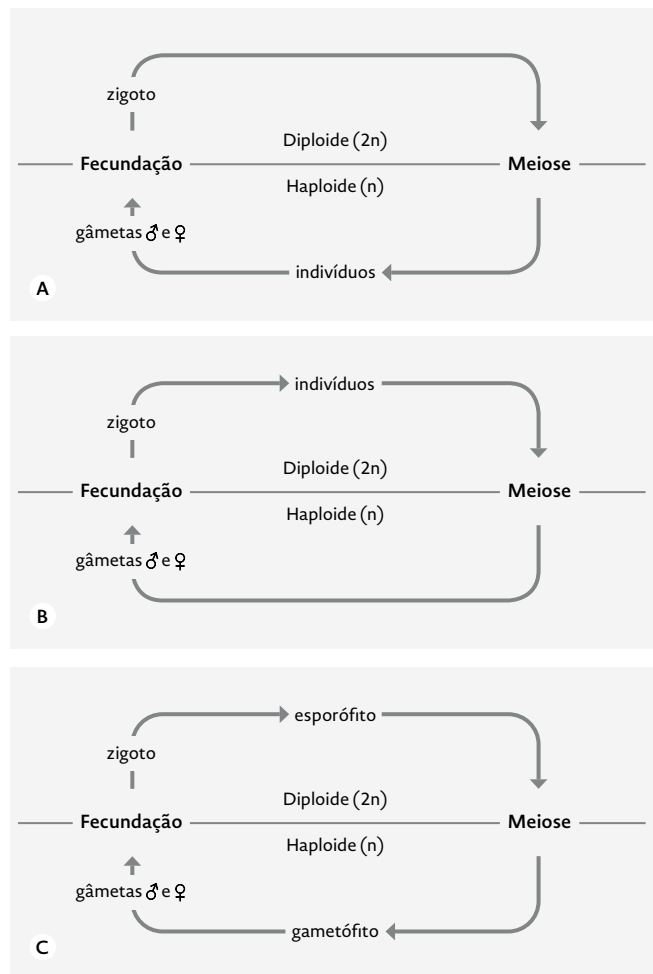 zigoto
Diploide (2n)
Fecundação Meiose
Haploide (n)
gâmetas ♂ e ♀
indivíduos
A
indivíduos
zigoto
Diploide (2n)
Fecundação Meiose
Haploide (n)
gâmetas ♂ e ♀
B
esporófito
zigoto
Diploide (2n)
Fecundação Meiose
Haploide (n)
gâmetas ♂ e ♀
gametófito
C